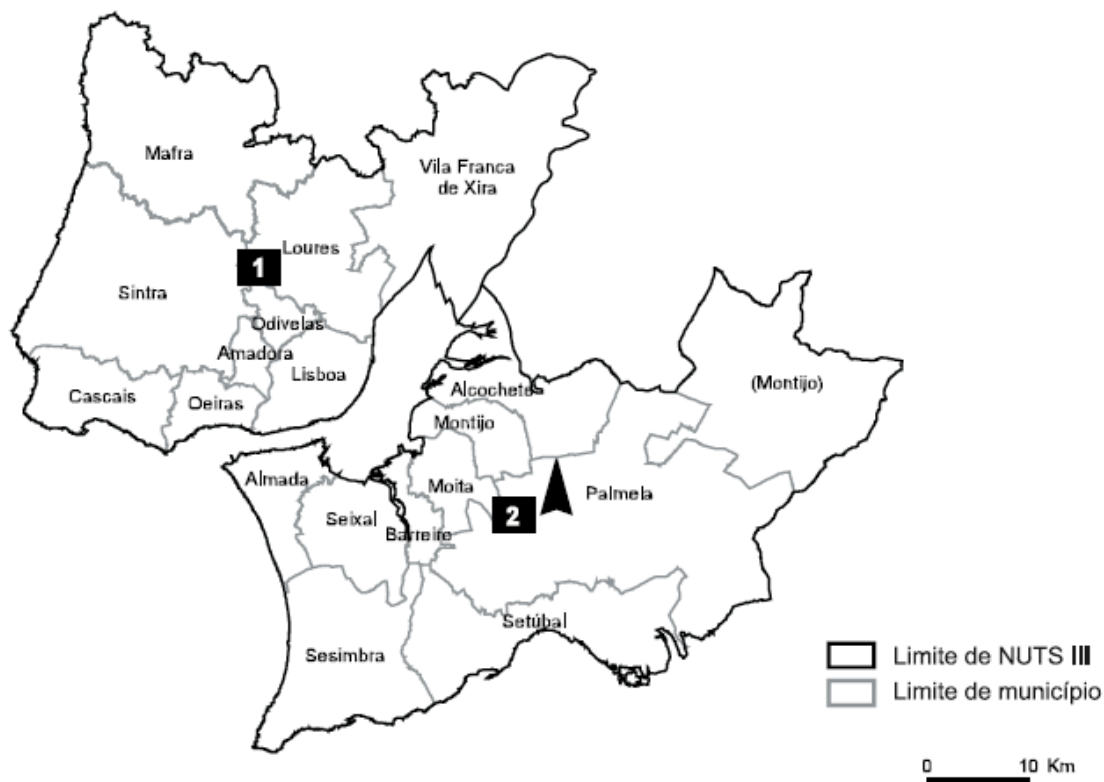 Mafra
Vila Franca
de Xira
Loures
1
Sintra
Odivelas
Amadora
Lisboa
Cascais
Oeiras
(Montijo)
Alcochete
Montijo
Almada
Moita
Palmela
Seixal
2
Barreiro
Setúbal
Sesimbra
Limite de NUTS III
Limite de município
0 10 Km